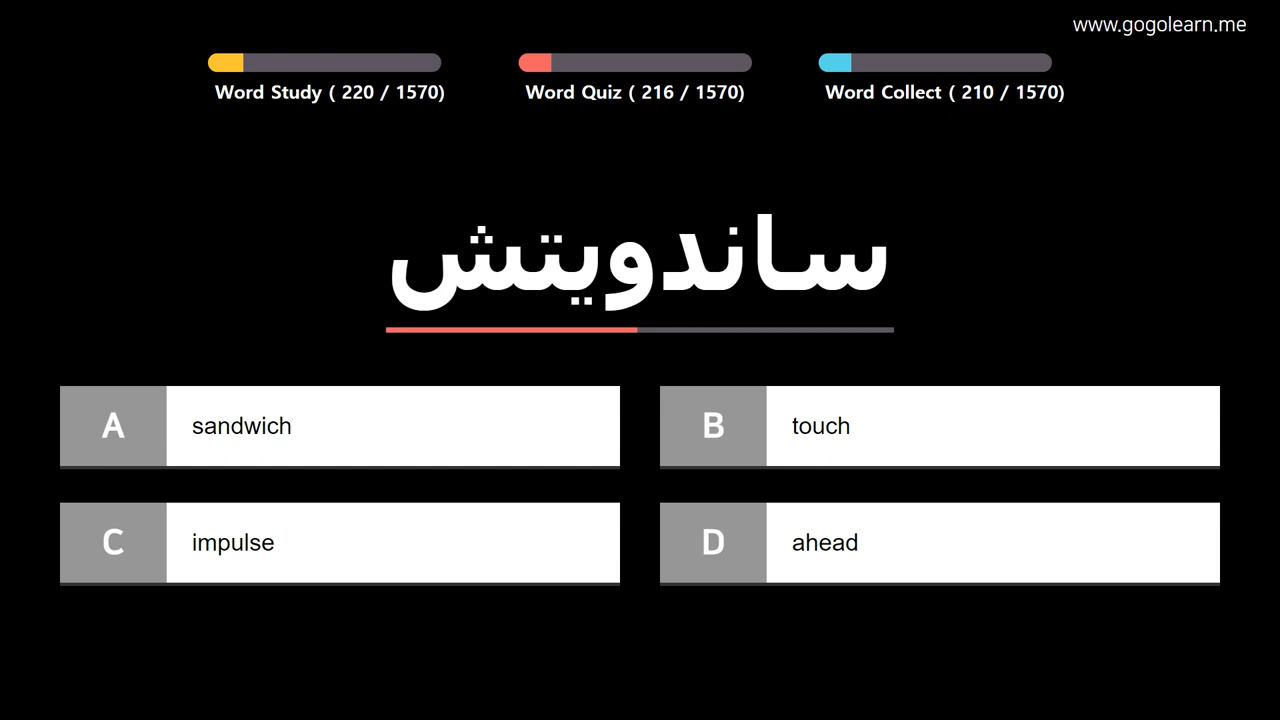 www.gogolearn.me
Word Study ( 220 / 1570)
Word Quiz ( 216 / 1570)
Word Collect ( 210 / 1570)
ساندويتش
A sandwich
B touch
C impulse
D ahead